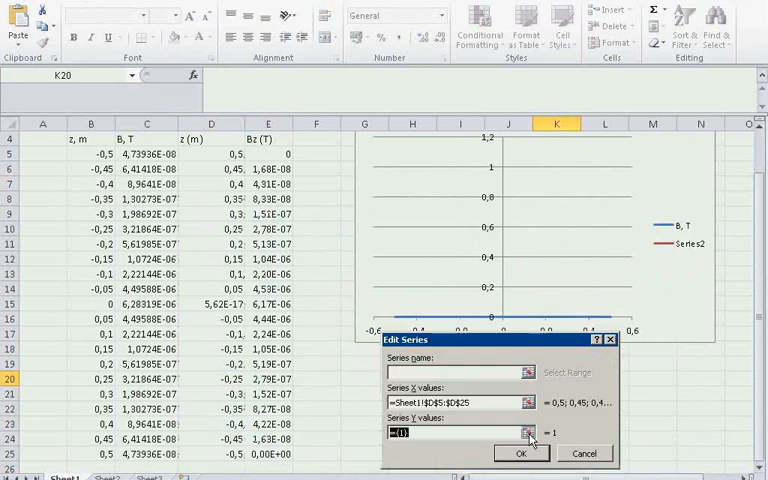 Paste
B I U
General
% ,
Conditional Formatting
Format as Table
Cell Styles
Insert
Delete
Format
Σ
Sort & Filter
Find & Select
Clipboard
Font
Alignment
Number
Styles
Cells
Editing
K20
fx
A B C D E F G H I J K L M N O
4 z, m B, T z (m) Bz (T)
5 -0,5 4,73936E-08 0,5 0
6 -0,45 6,41418E-08 0,45 1,68E-08
7 -0,4 8,9641E-08 0,4 4,31E-08
8 -0,35 1,30273E-07 0,35 8,33E-08
9 -0,3 1,98692E-07 0,3 1,51E-07
10 -0,25 3,21864E-07 0,25 2,78E-07
11 -0,2 5,61985E-07 0,2 5,13E-07
12 -0,15 1,0724E-06 0,15 1,04E-06
13 -0,1 2,22144E-06 0,1 2,20E-06
14 -0,05 4,49588E-06 0,05 4,53E-06
15 0 6,28319E-06 5,62E-17 6,17E-06
16 0,05 4,49588E-06 -0,05 4,44E-06
17 0,1 2,22144E-06 -0,1 2,24E-06
18 0,15 1,0724E-06 -0,15 1,05E-06
19 0,2 5,61985E-07 -0,2 5,19E-07
20 0,25 3,21864E-07 -0,25 2,79E-07
21 0,3 1,98692E-07 -0,3 1,52E-07
22 0,35 1,30273E-07 -0,35 8,27E-08
23 0,4 8,9641E-08 -0,4 4,22E-08
24 0,45 6,41418E-08 -0,45 1,63E-08
25 0,5 4,73936E-08 -0,5 0,00E+00
26
1,2
1
0,8
0,6
0,4
0,2
0
-0,6 0,6
B, T
Series2
Edit Series
Series name:
Select Range
Series X values:
=Sheet1!$D$5:$D$25 = 0,5; 0,45; 0,4...
Series Y values:
={1} = 1
OK Cancel
Sheet1 Sheet2 Sheet3